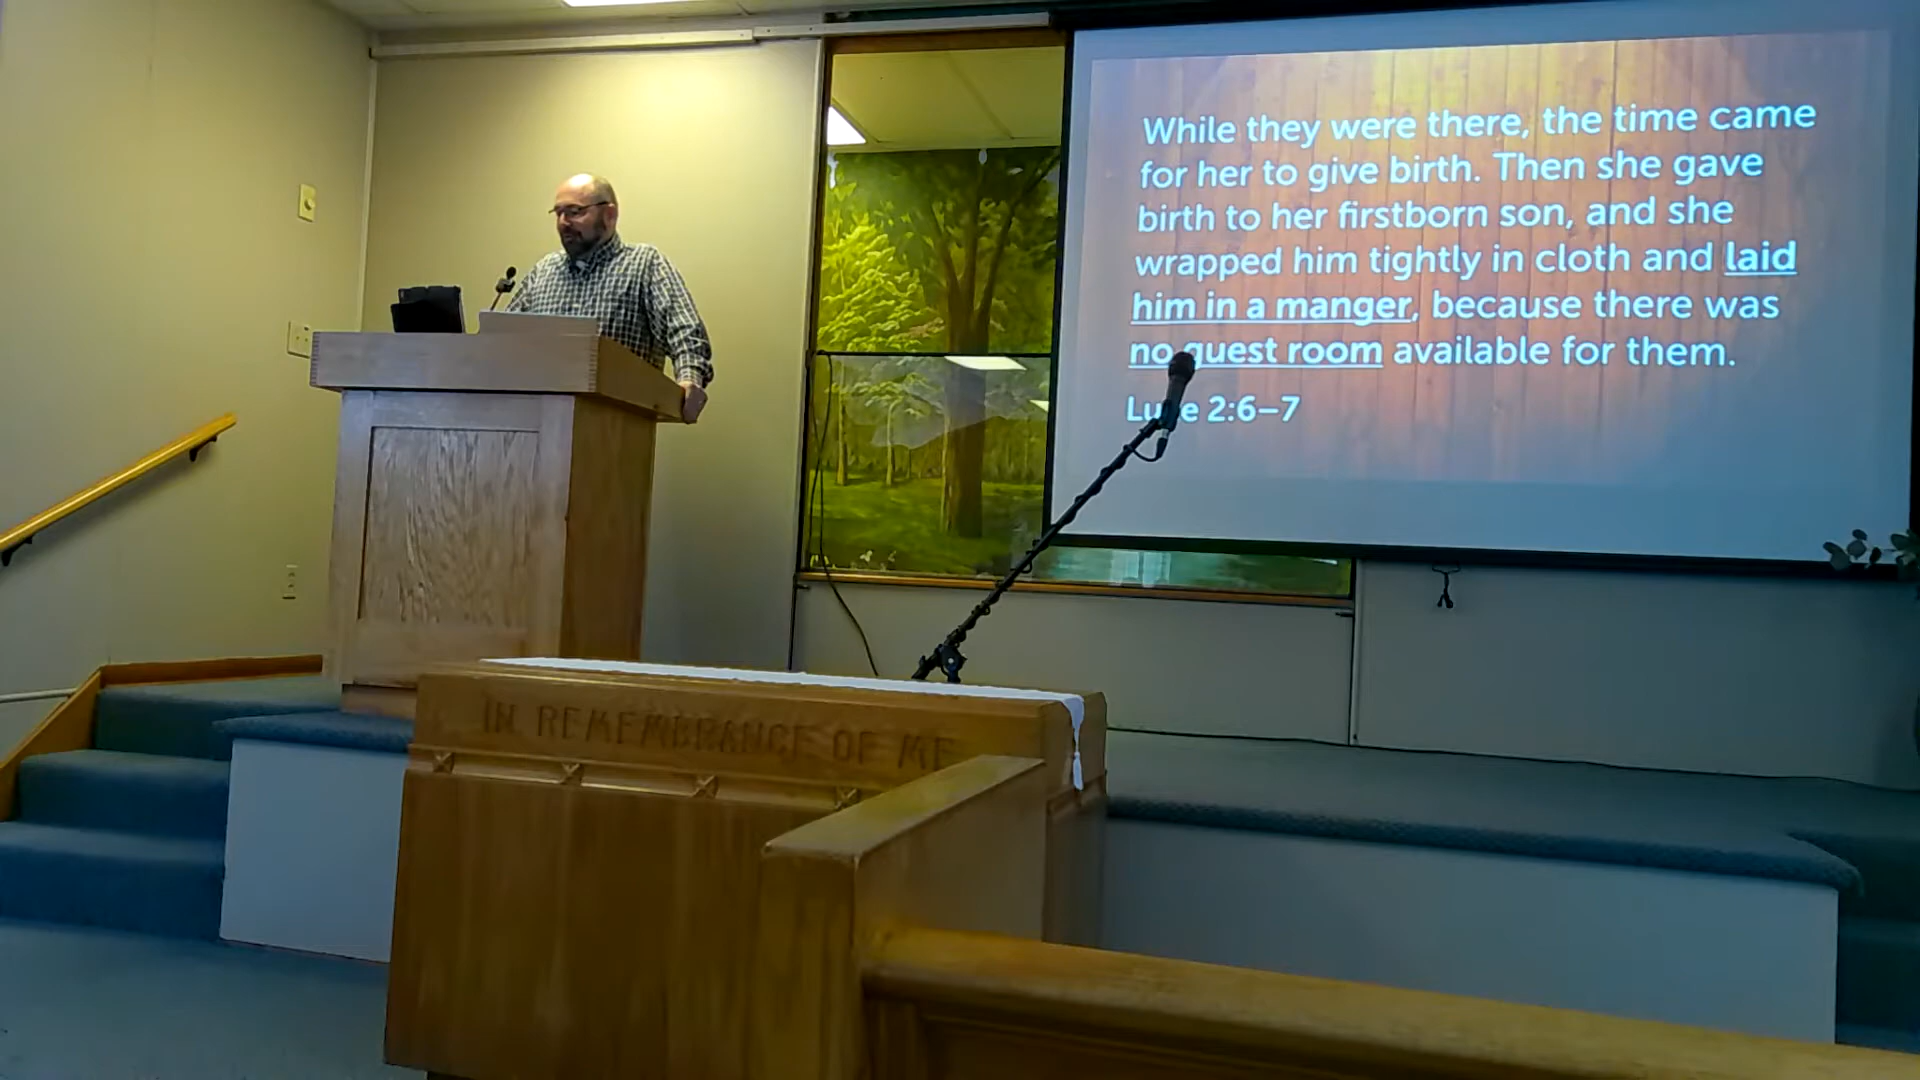 While they were there, the time came
for her to give birth. Then she gave
birth to her firstborn son, and she
wrapped him tightly in cloth and laid
him in a manger, because there was
no guest room available for them.
Luke 2:6–7
IN REMEMBRANCE OF ME